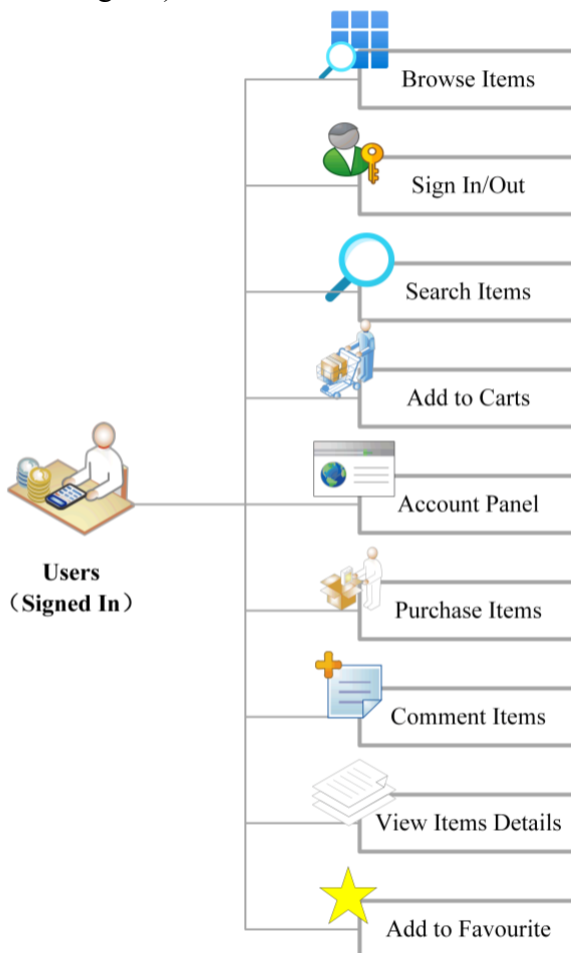 Browse Items
Sign In/Out
Search Items
Add to Carts
Account Panel
Users
（Signed In）
Purchase Items
Comment Items
View Items Details
Add to Favourite